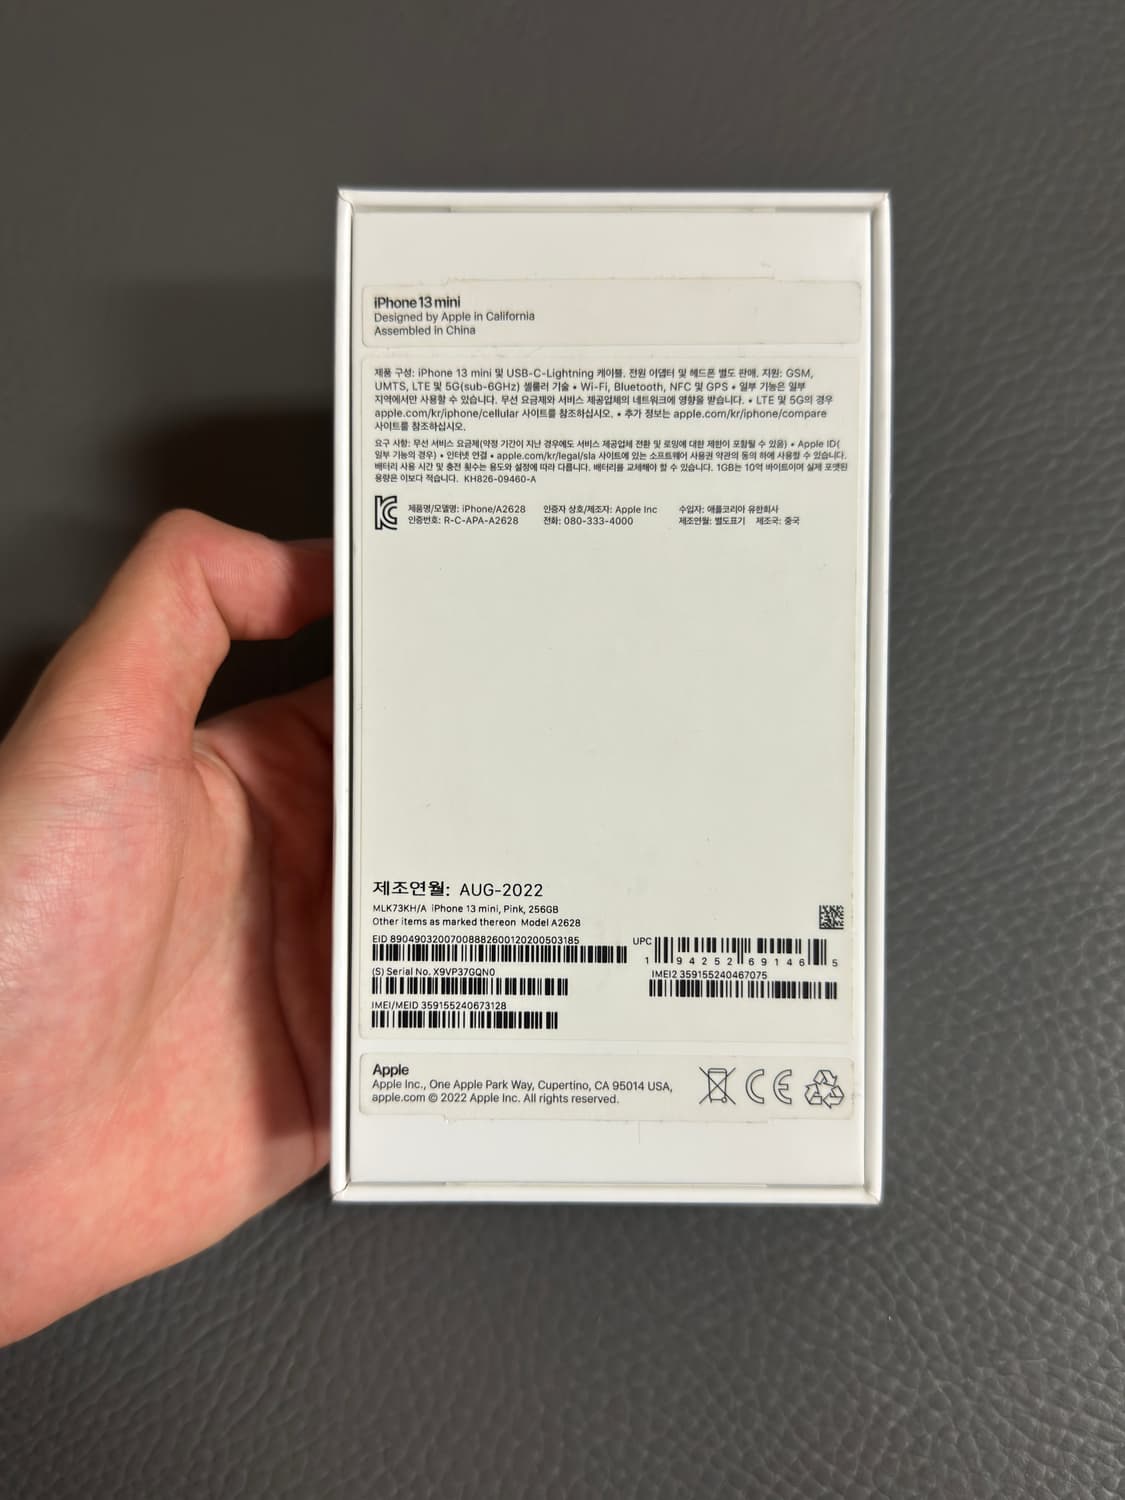 iPhone 13 mini
Designed by Apple in California
Assembled in China
제품 구성: iPhone 13 mini 및 USB-C-Lightning 케이블. 전원 어댑터 및 헤드폰 별도 판매. 지원: GSM,
UMTS, LTE 및 5G(sub-6GHz) 셀룰러 기술 • Wi-Fi, Bluetooth, NFC 및 GPS • 일부 기능은 일부
지역에서만 사용할 수 있습니다. 무선 요금제와 서비스 제공업체의 네트워크에 영향을 받습니다. • LTE 및 5G의 경우
apple.com/kr/iphone/cellular 사이트를 참조하십시오. • 추가 정보는 apple.com/kr/iphone/compare
사이트를 참조하십시오.
요구 사항: 무선 서비스 요금제(약정 기간이 지난 경우에도 서비스 제공업체 전환 및 로밍에 대한 제한이 포함될 수 있음) • Apple ID(
일부 기능의 경우) • 인터넷 연결 • apple.com/kr/legal/sla 사이트에 있는 소프트웨어 사용권 약관의 동의 하에 사용할 수 있습니다.
배터리 사용 시간 및 충전 횟수는 용도와 설정에 따라 다릅니다. 배터리를 교체해야 할 수 있습니다. 1GB는 10억 바이트이며 실제 포맷된
용량은 이보다 적습니다. KH826-09460-A
제품명/모델명: iPhone/A2628 인증자 상호/제조자: Apple Inc 수입자: 애플코리아 유한회사
인증번호: R-C-APA-A2628 전화: 080-333-4000 제조연월: 별도표기 제조국: 중국
제조연월: AUG-2022
MLK73KH/A iPhone 13 mini, Pink, 256GB
Other items as marked thereon Model A2628
EID 89049032007008882600120200503185
UPC 1 94252 69146 5
(S) Serial No. X9VP37GQN0
IMEI2 359155240467075
IMEI/MEID 359155240673128
Apple
Apple Inc., One Apple Park Way, Cupertino, CA 95014 USA,
apple.com © 2022 Apple Inc. All rights reserved.
CE